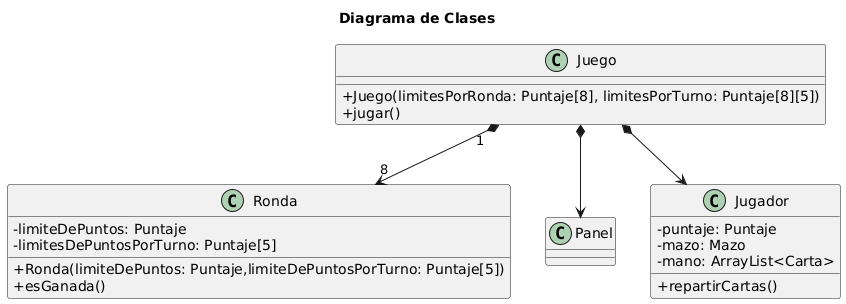 Diagrama de Clases
C Juego
+Juego(limitesPorRonda: Puntaje[8], limitesPorTurno: Puntaje[8][5])
+jugar()
1
8
C Ronda
-limiteDePuntos: Puntaje
-limitesDePuntosPorTurno: Puntaje[5]
+Ronda(limiteDePuntos: Puntaje,limiteDePuntosPorTurno: Puntaje[5])
+esGanada()
C Panel
C Jugador
-puntaje: Puntaje
-mazo: Mazo
-mano: ArrayList<Carta>
+repartirCartas()